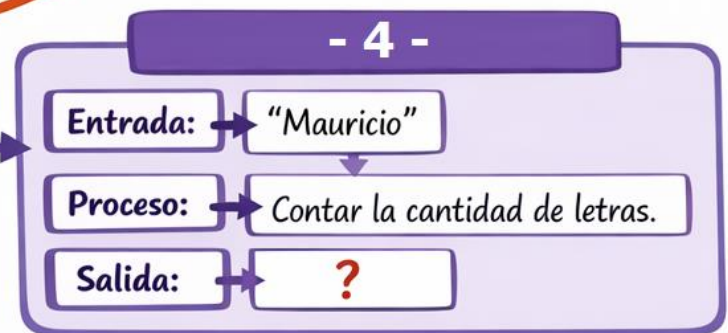 - 4 -
Entrada: “Mauricio”
Proceso: Contar la cantidad de letras.
Salida: ?